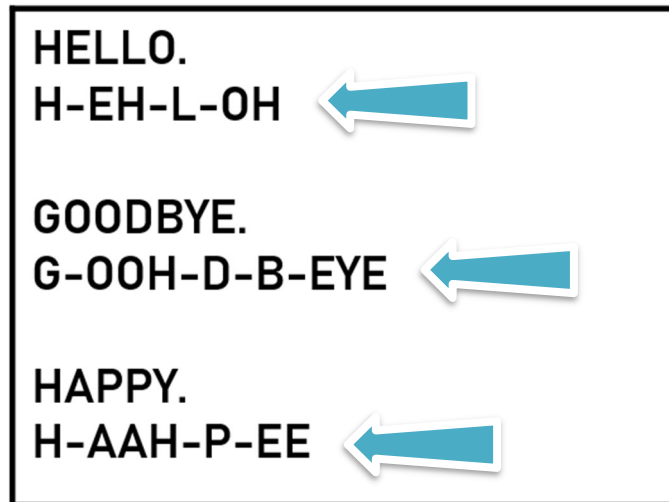 HELLO.
H-EH-L-OH
GOODBYE.
G-OOH-D-B-EYE
HAPPY.
H-AAH-P-EE